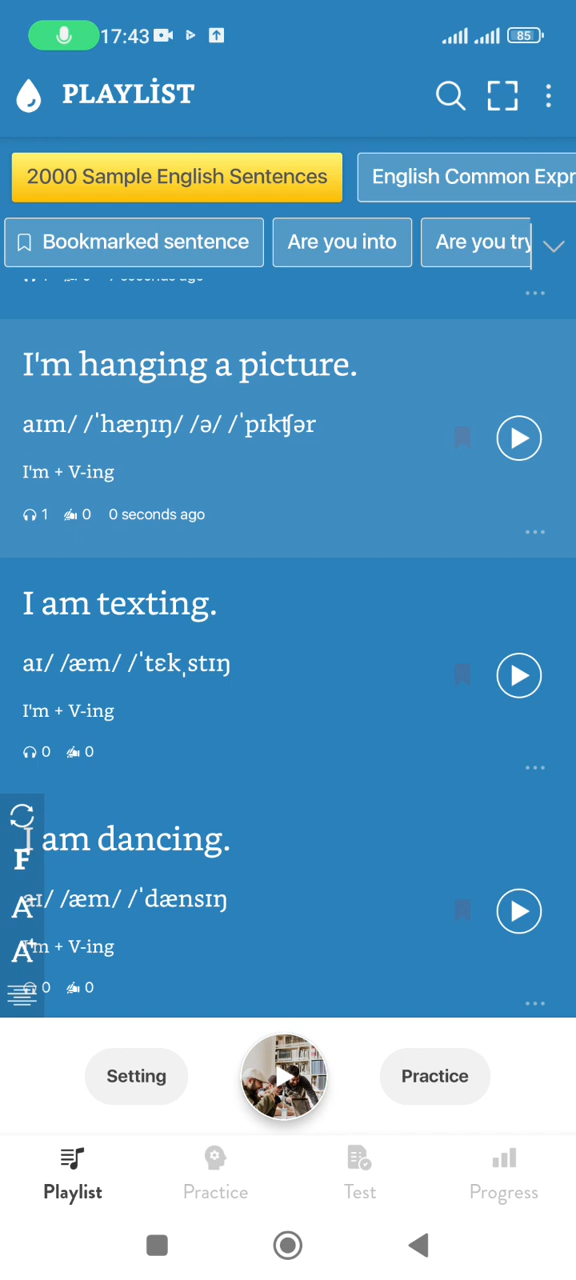 17:43
85
PLAYLİST
2000 Sample English Sentences
English Common Expr
Bookmarked sentence
Are you into
Are you try
I'm hanging a picture.
aɪm/ /ˈhæŋɪŋ/ /ə/ /ˈpɪkʧər
I'm + V-ing
1 0 0 seconds ago
I am texting.
aɪ/ /æm/ /ˈtɛkˌstɪŋ
I'm + V-ing
0 0
I am dancing.
F
aɪ/ /æm/ /ˈdænsɪŋ
A
I'm + V-ing
A+
0 0
Setting
Practice
Playlist
Practice
Test
Progress